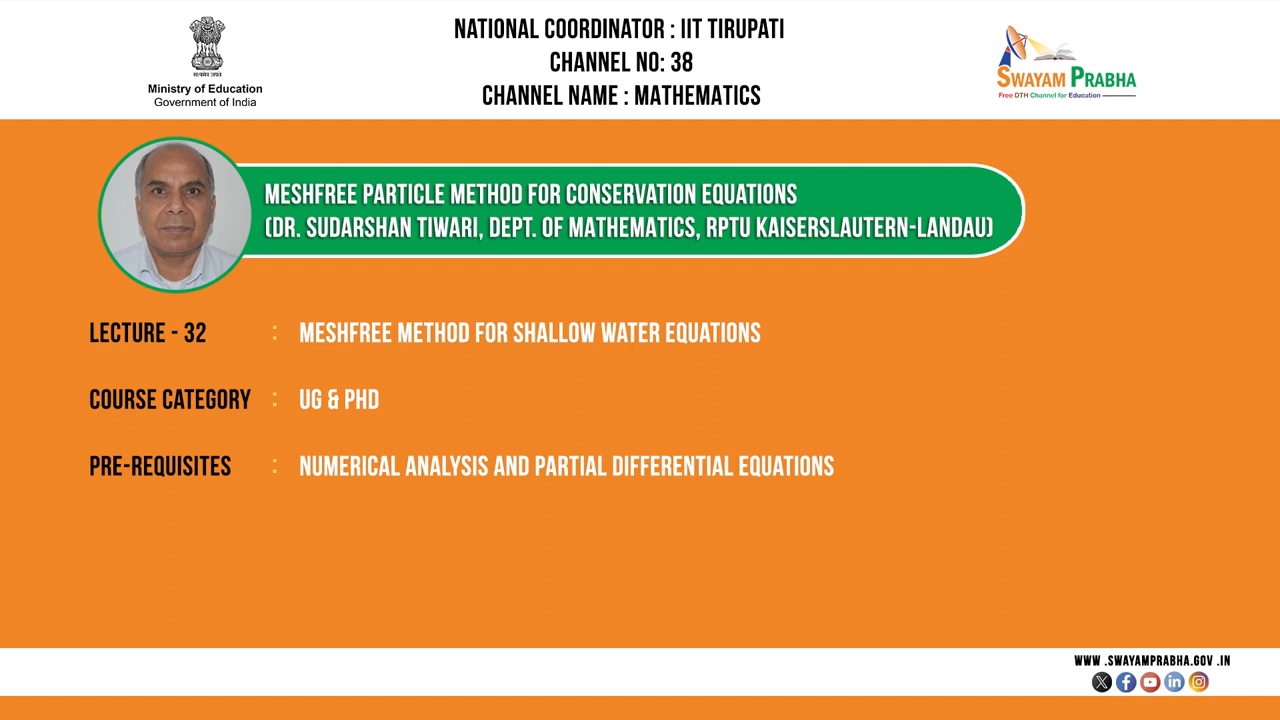 NATIONAL COORDINATOR : IIT TIRUPATI
CHANNEL NO: 38
CHANNEL NAME : MATHEMATICS
सत्यमेव जयते
Ministry of Education
Government of India
SWAYAM PRABHA
Free DTH Channel for Education
MESHFREE PARTICLE METHOD FOR CONSERVATION EQUATIONS
(DR. SUDARSHAN TIWARI, DEPT. OF MATHEMATICS, RPTU KAISERSLAUTERN-LANDAU)
LECTURE - 32 : MESHFREE METHOD FOR SHALLOW WATER EQUATIONS
COURSE CATEGORY : UG & PHD
PRE-REQUISITES : NUMERICAL ANALYSIS AND PARTIAL DIFFERENTIAL EQUATIONS
WWW .SWAYAMPRABHA.GOV .IN